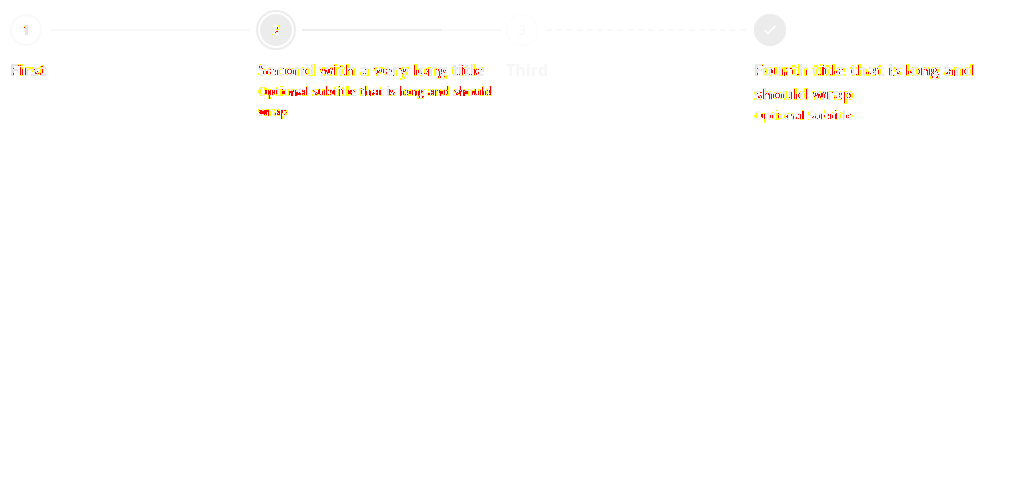 1
2
3
First
Second with a very long title
Optional subtitle that is long and should
wrap
Third
Fourth title that is long and
should wrap
Optional Subtitle